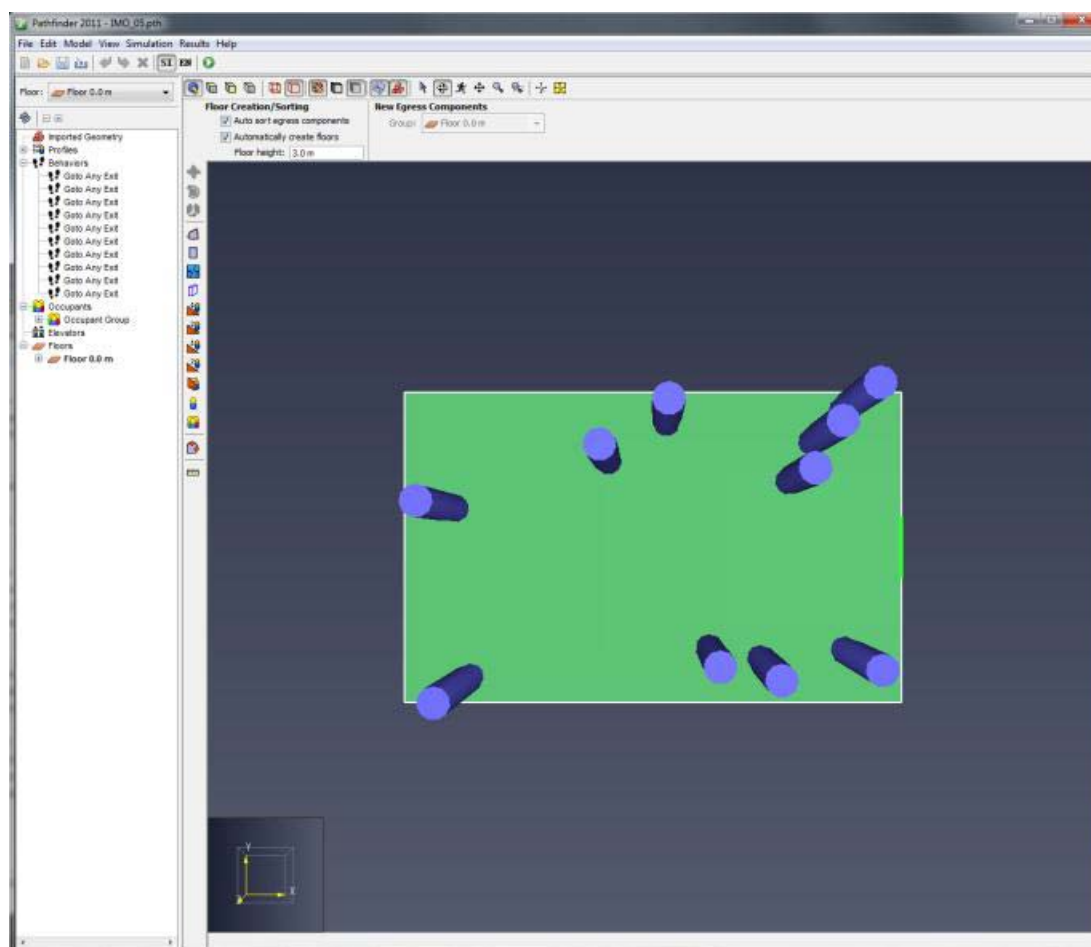 Pathfinder 2011 - IMO_05.pth
File Edit Model View Simulation Results Help
SI EN
Floor: Floor 0.0 m
Floor Creation/Sorting
Auto sort egress components
Automatically create floors
Floor height: 3.0 m
New Egress Components
Group: Floor 0.0 m
Imported Geometry
Profiles
Behaviors
Goto Any Exit
Goto Any Exit
Goto Any Exit
Goto Any Exit
Goto Any Exit
Goto Any Exit
Goto Any Exit
Goto Any Exit
Goto Any Exit
Goto Any Exit
Occupants
Occupant Group
Elevators
Floors
Floor 0.0 m
Y
X
Z